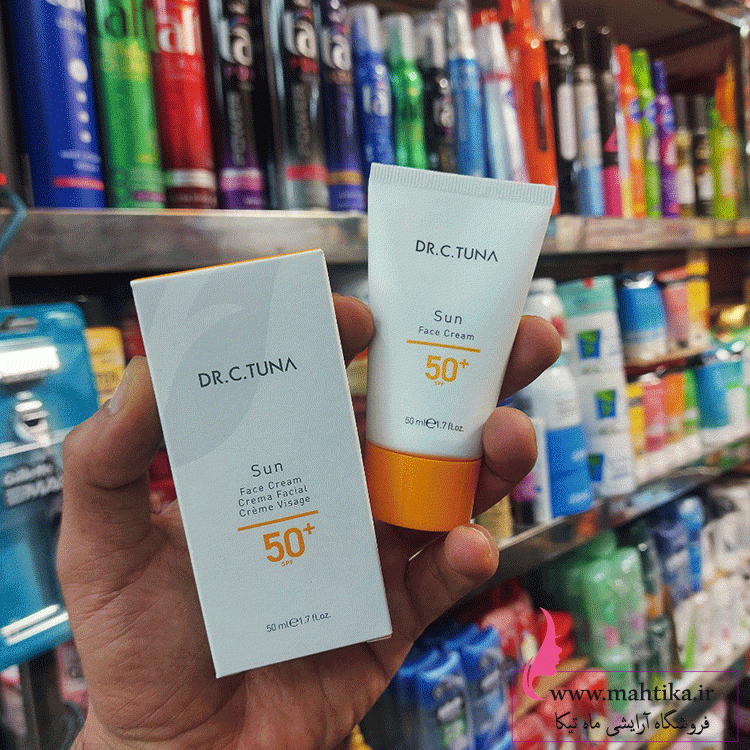 DR.C.TUNA
Sun
Face Cream
50+
SPF
50 ml℮1.7 fl.oz.
DR.C.TUNA
Sun
Face Cream
Crema Facial
Crème Visage
50+
SPF
50 ml℮1.7 fl.oz.
Gillette
www.mahtika.ir
فروشگاه آرایشی ماه تیکا